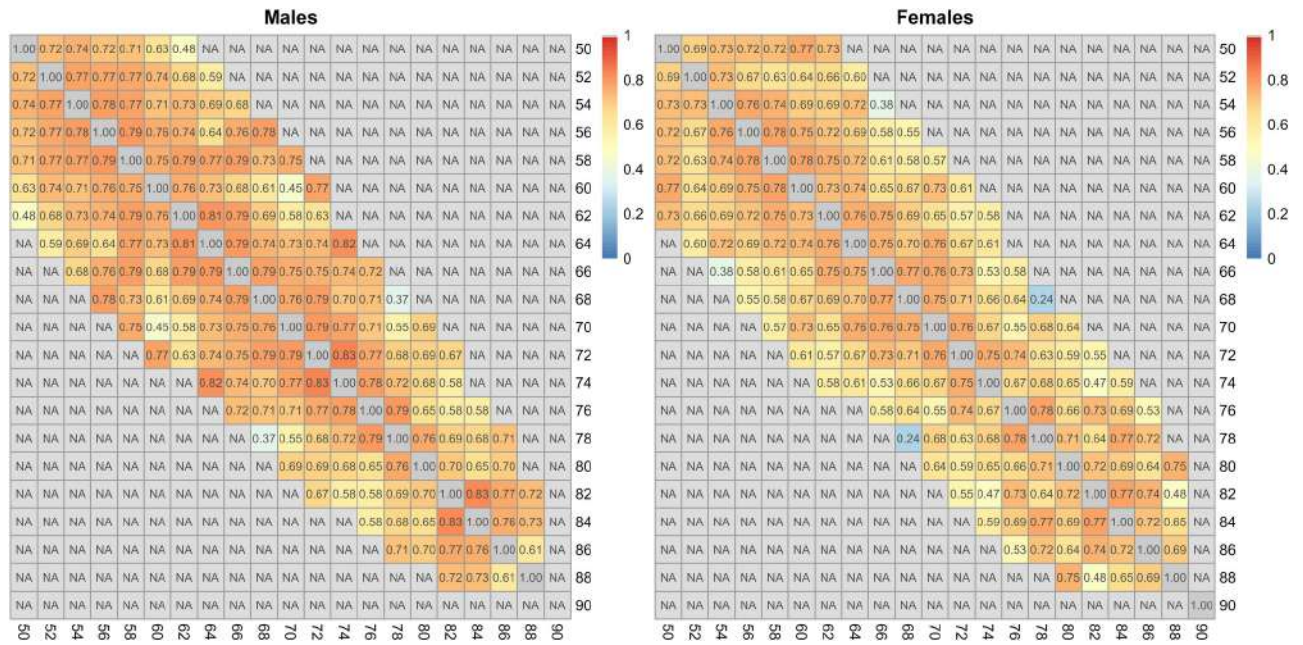 Males
1.00 0.72 0.74 0.72 0.71 0.63 0.48 NA NA NA NA NA NA NA NA NA NA NA NA NA NA 50
0.72 1.00 0.77 0.77 0.77 0.74 0.68 0.59 NA NA NA NA NA NA NA NA NA NA NA NA NA 52
0.74 0.77 1.00 0.78 0.77 0.71 0.73 0.69 0.68 NA NA NA NA NA NA NA NA NA NA NA NA 54
0.72 0.77 0.78 1.00 0.79 0.76 0.74 0.64 0.76 0.78 NA NA NA NA NA NA NA NA NA NA NA 56
0.71 0.77 0.77 0.79 1.00 0.75 0.79 0.77 0.79 0.73 0.75 NA NA NA NA NA NA NA NA NA NA 58
0.63 0.74 0.71 0.76 0.75 1.00 0.76 0.73 0.68 0.61 0.45 0.77 NA NA NA NA NA NA NA NA NA 60
0.48 0.68 0.73 0.74 0.79 0.76 1.00 0.81 0.79 0.69 0.58 0.63 NA NA NA NA NA NA NA NA NA 62
NA 0.59 0.69 0.64 0.77 0.73 0.81 1.00 0.79 0.74 0.73 0.74 0.82 NA NA NA NA NA NA NA NA 64
NA NA 0.68 0.76 0.79 0.68 0.79 0.79 1.00 0.79 0.75 0.75 0.74 0.72 NA NA NA NA NA NA NA 66
NA NA NA 0.78 0.73 0.61 0.69 0.74 0.79 1.00 0.76 0.79 0.70 0.71 0.37 NA NA NA NA NA NA 68
NA NA NA NA 0.75 0.45 0.58 0.73 0.75 0.76 1.00 0.79 0.77 0.71 0.55 0.69 NA NA NA NA NA 70
NA NA NA NA NA 0.77 0.63 0.74 0.75 0.79 0.79 1.00 0.83 0.77 0.68 0.69 0.67 NA NA NA NA 72
NA NA NA NA NA NA NA 0.82 0.74 0.70 0.77 0.83 1.00 0.78 0.72 0.68 0.58 NA NA NA NA 74
NA NA NA NA NA NA NA NA 0.72 0.71 0.71 0.77 0.78 1.00 0.79 0.65 0.58 0.58 NA NA NA 76
NA NA NA NA NA NA NA NA NA 0.37 0.55 0.68 0.72 0.79 1.00 0.76 0.69 0.68 0.71 NA NA 78
NA NA NA NA NA NA NA NA NA NA 0.69 0.69 0.68 0.65 0.76 1.00 0.70 0.65 0.70 NA NA 80
NA NA NA NA NA NA NA NA NA NA NA 0.67 0.58 0.58 0.69 0.70 1.00 0.83 0.77 0.72 NA 82
NA NA NA NA NA NA NA NA NA NA NA NA NA 0.58 0.68 0.65 0.83 1.00 0.76 0.73 NA 84
NA NA NA NA NA NA NA NA NA NA NA NA NA NA 0.71 0.70 0.77 0.76 1.00 0.61 NA 86
NA NA NA NA NA NA NA NA NA NA NA NA NA NA NA NA 0.72 0.73 0.61 1.00 NA 88
NA NA NA NA NA NA NA NA NA NA NA NA NA NA NA NA NA NA NA NA NA 90
50 52 54 56 58 60 62 64 66 68 70 72 74 76 78 80 82 84 86 88 90
1
0.8
0.6
0.4
0.2
0
Females
1.00 0.69 0.73 0.72 0.72 0.77 0.73 NA NA NA NA NA NA NA NA NA NA NA NA NA NA 50
0.69 1.00 0.73 0.67 0.63 0.64 0.66 0.60 NA NA NA NA NA NA NA NA NA NA NA NA NA 52
0.73 0.73 1.00 0.76 0.74 0.69 0.69 0.72 0.38 NA NA NA NA NA NA NA NA NA NA NA NA 54
0.72 0.67 0.76 1.00 0.78 0.75 0.72 0.69 0.58 0.55 NA NA NA NA NA NA NA NA NA NA NA 56
0.72 0.63 0.74 0.78 1.00 0.78 0.75 0.72 0.61 0.58 0.57 NA NA NA NA NA NA NA NA NA NA 58
0.77 0.64 0.69 0.75 0.78 1.00 0.73 0.74 0.65 0.67 0.73 0.61 NA NA NA NA NA NA NA NA NA 60
0.73 0.66 0.69 0.72 0.75 0.73 1.00 0.76 0.75 0.69 0.65 0.57 0.58 NA NA NA NA NA NA NA NA 62
NA 0.60 0.72 0.69 0.72 0.74 0.76 1.00 0.75 0.70 0.76 0.67 0.61 NA NA NA NA NA NA NA NA 64
NA NA 0.38 0.58 0.61 0.65 0.75 0.75 1.00 0.77 0.76 0.73 0.53 0.58 NA NA NA NA NA NA NA 66
NA NA NA 0.55 0.58 0.67 0.69 0.70 0.77 1.00 0.75 0.71 0.66 0.64 0.24 NA NA NA NA NA NA 68
NA NA NA NA 0.57 0.73 0.65 0.76 0.76 0.75 1.00 0.76 0.67 0.55 0.68 0.64 NA NA NA NA NA 70
NA NA NA NA NA 0.61 0.57 0.67 0.73 0.71 0.76 1.00 0.75 0.74 0.63 0.59 0.55 NA NA NA NA 72
NA NA NA NA NA NA 0.58 0.61 0.53 0.66 0.67 0.75 1.00 0.67 0.68 0.65 0.47 0.59 NA NA NA 74
NA NA NA NA NA NA NA NA 0.58 0.64 0.55 0.74 0.67 1.00 0.78 0.66 0.73 0.69 0.53 NA NA 76
NA NA NA NA NA NA NA NA NA 0.24 0.68 0.63 0.68 0.78 1.00 0.71 0.64 0.77 0.72 NA NA 78
NA NA NA NA NA NA NA NA NA NA 0.64 0.59 0.65 0.66 0.71 1.00 0.72 0.69 0.64 0.75 NA 80
NA NA NA NA NA NA NA NA NA NA NA 0.55 0.47 0.73 0.64 0.72 1.00 0.77 0.74 0.48 NA 82
NA NA NA NA NA NA NA NA NA NA NA NA 0.59 0.69 0.77 0.69 0.77 1.00 0.72 0.65 NA 84
NA NA NA NA NA NA NA NA NA NA NA NA NA 0.53 0.72 0.64 0.74 0.72 1.00 0.69 NA 86
NA NA NA NA NA NA NA NA NA NA NA NA NA NA NA 0.75 0.48 0.65 0.69 1.00 NA 88
NA NA NA NA NA NA NA NA NA NA NA NA NA NA NA NA NA NA NA NA 1.00 90
50 52 54 56 58 60 62 64 66 68 70 72 74 76 78 80 82 84 86 88 90
1
0.8
0.6
0.4
0.2
0